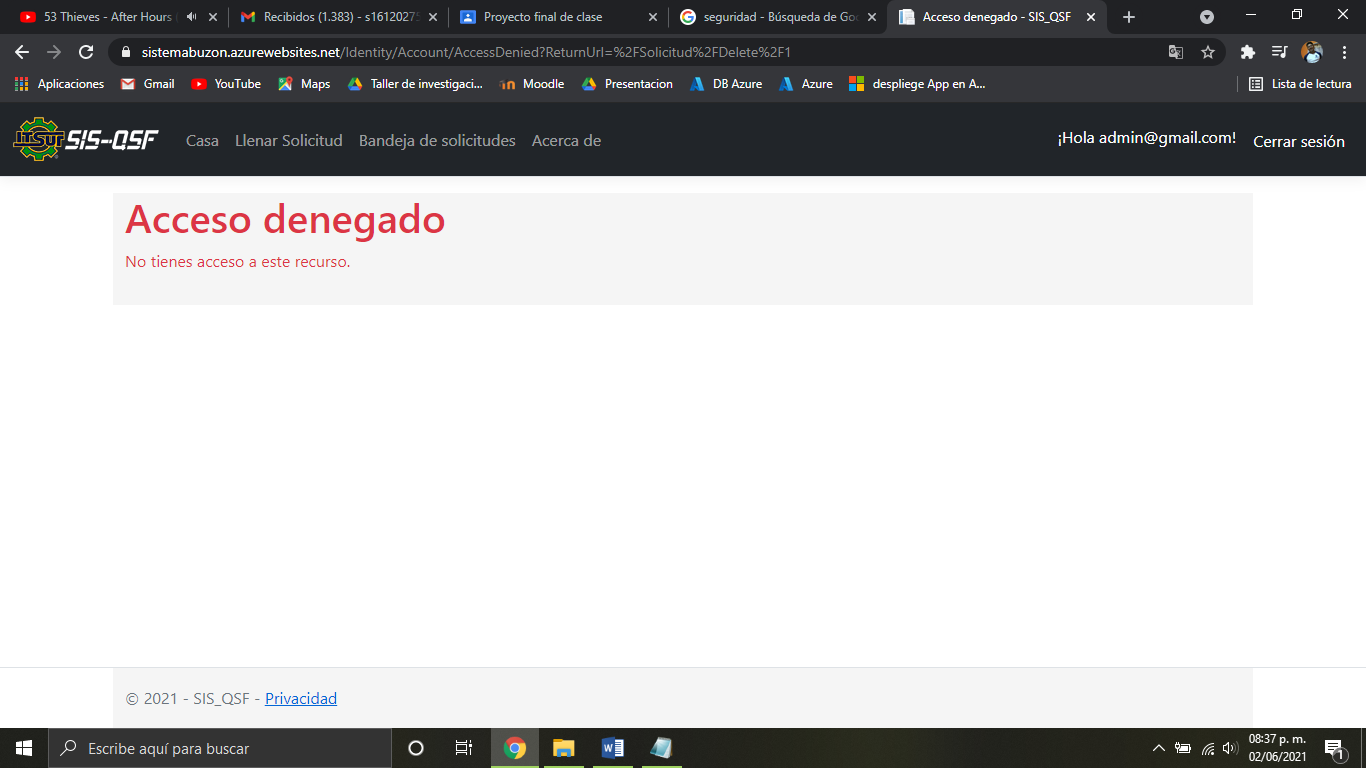 53 Thieves - After Hours
Recibidos (1.383) - s1612027
Proyecto final de clase
seguridad - Búsqueda de Goo
Acceso denegado - SIS_QSF
sistemabuzon.azurewebsites.net/Identity/Account/AccessDenied?ReturnUrl=%2FSolicitud%2FDelete%2F1
Aplicaciones
Gmail
YouTube
Maps
Taller de investigaci...
Moodle
Presentacion
DB Azure
Azure
despliege App en A...
Lista de lectura
ITSUR SIS-QSF
Casa
Llenar Solicitud
Bandeja de solicitudes
Acerca de
¡Hola admin@gmail.com!
Cerrar sesión
Acceso denegado
No tienes acceso a este recurso.
© 2021 - SIS_QSF - Privacidad
Escribe aquí para buscar
08:37 p. m.
02/06/2021
1